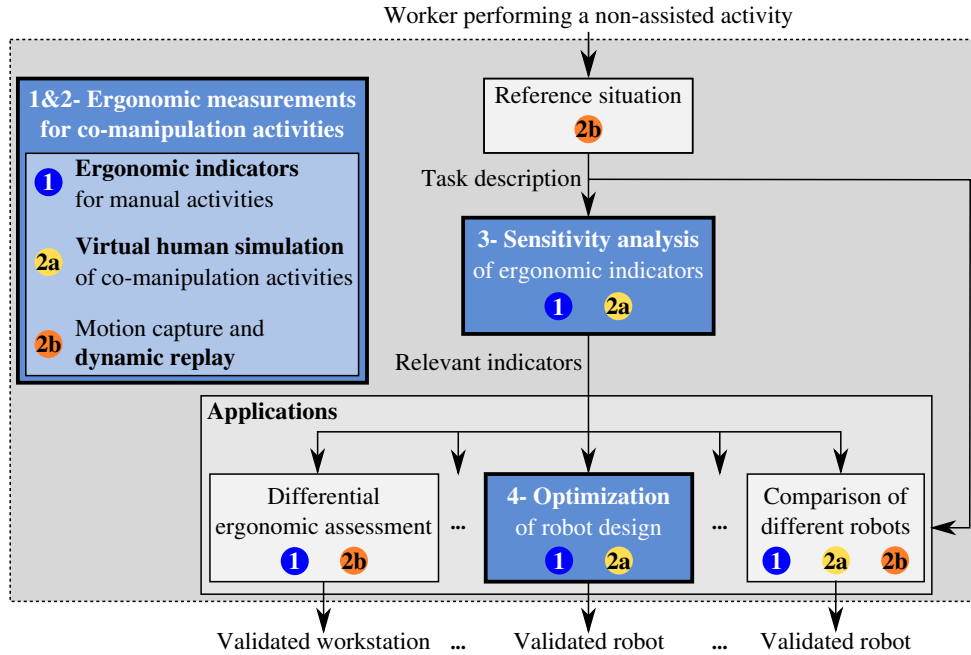 Worker performing a non-assisted activity
1&2- Ergonomic measurements
for co-manipulation activities
1 Ergonomic indicators
for manual activities
2a Virtual human simulation
of co-manipulation activities
2b Motion capture and
dynamic replay
Reference situation
2b
Task description
3- Sensitivity analysis
of ergonomic indicators
1 2a
Relevant indicators
Applications
Differential
ergonomic assessment
1 2b
...
4- Optimization
of robot design
1 2a
...
Comparison of
different robots
1 2a 2b
Validated workstation ... Validated robot ... Validated robot